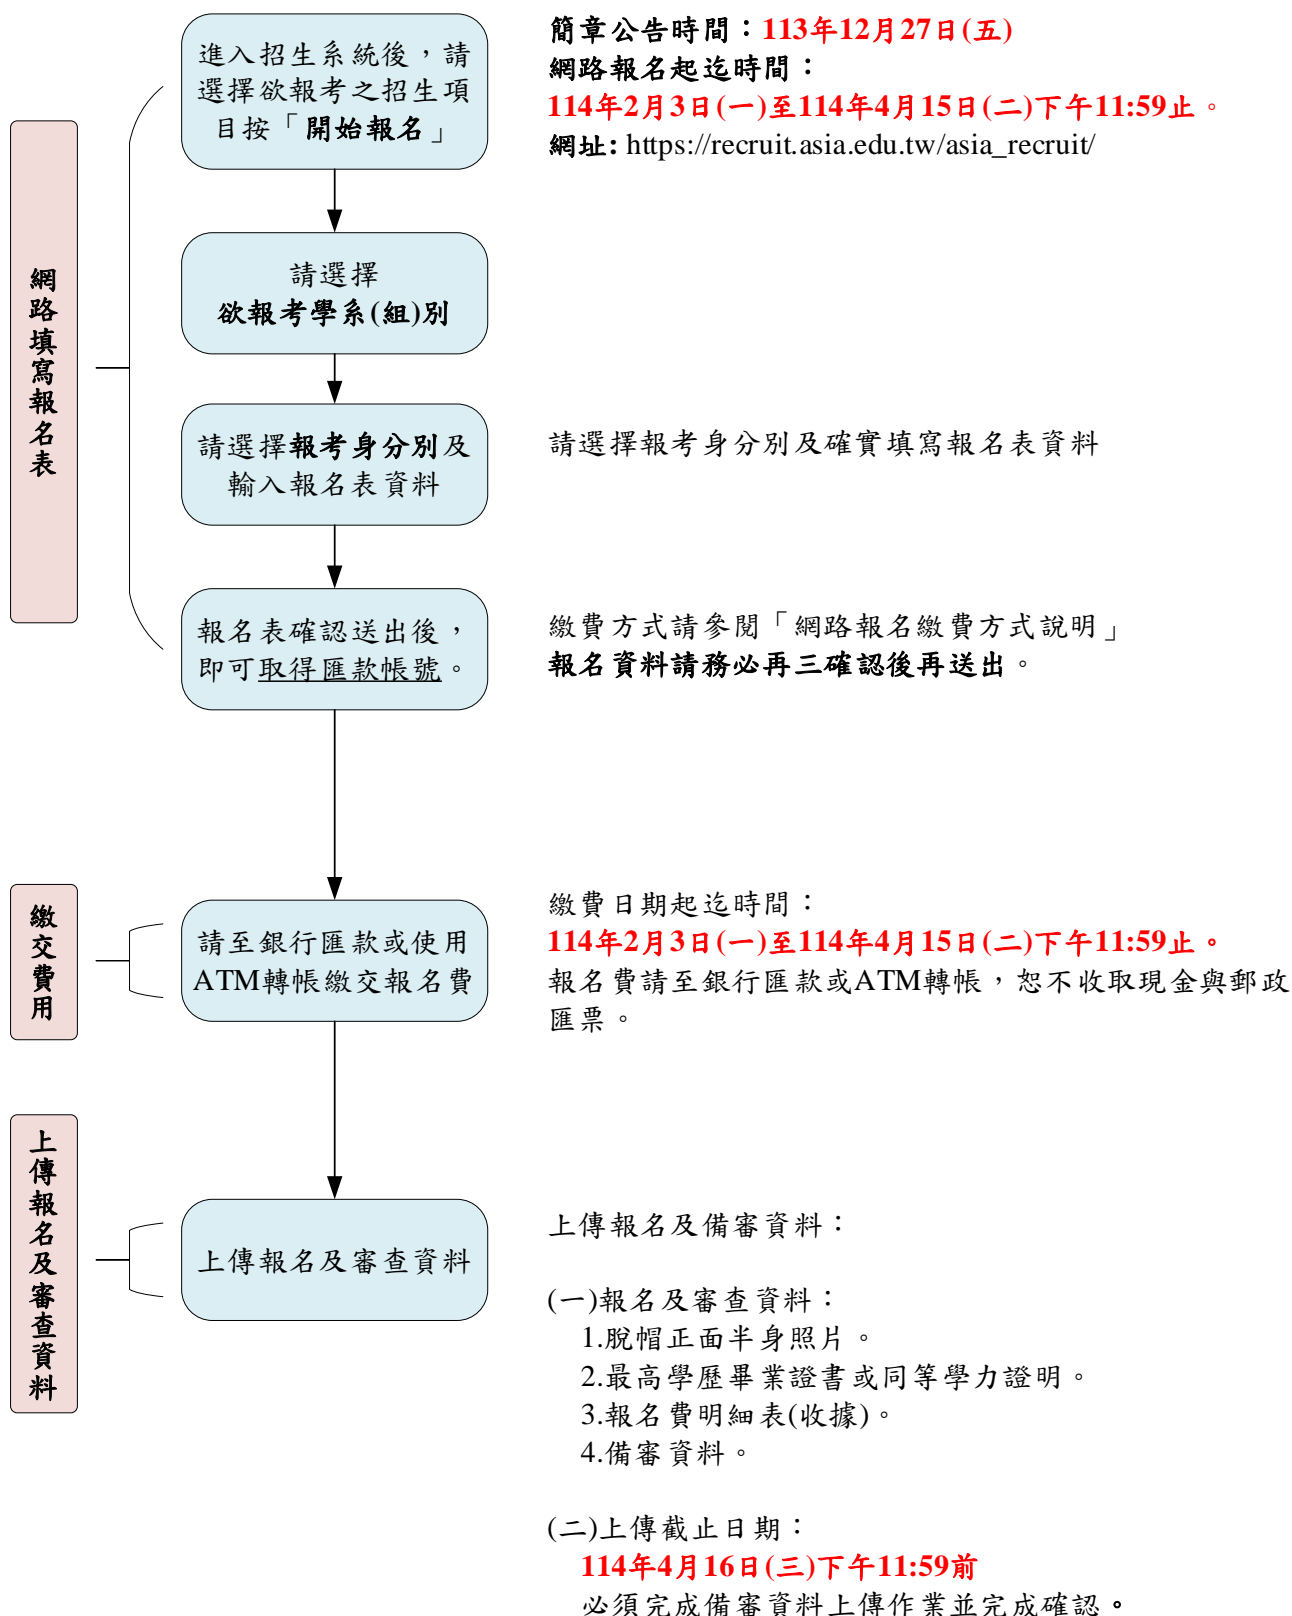 簡章公告時間：113年12月27日(五)
網路報名起迄時間：
114年2月3日(一)至114年4月15日(二)下午11:59止。
網址: https://recruit.asia.edu.tw/asia_recruit/
網路填寫報名表
進入招生系統後，請
選擇欲報考之招生項
目按「開始報名」
請選擇
欲報考學系(組)別
請選擇報考身分別及
輸入報名表資料
請選擇報考身分別及確實填寫報名表資料
報名表確認送出後，
即可取得匯款帳號。
繳費方式請參閱「網路報名繳費方式說明」
報名資料請務必再三確認後再送出。
繳交費用
請至銀行匯款或使用
ATM轉帳繳交報名費
繳費日期起迄時間：
114年2月3日(一)至114年4月15日(二)下午11:59止。
報名費請至銀行匯款或ATM轉帳，恕不收取現金與郵政
匯票。
上傳報名及審查資料
上傳報名及審查資料
上傳報名及備審資料：
(一)報名及審查資料：
1.脫帽正面半身照片。
2.最高學歷畢業證書或同等學力證明。
3.報名費明細表(收據)。
4.備審資料。
(二)上傳截止日期：
114年4月16日(三)下午11:59前
必須完成備審資料上傳作業並完成確認。